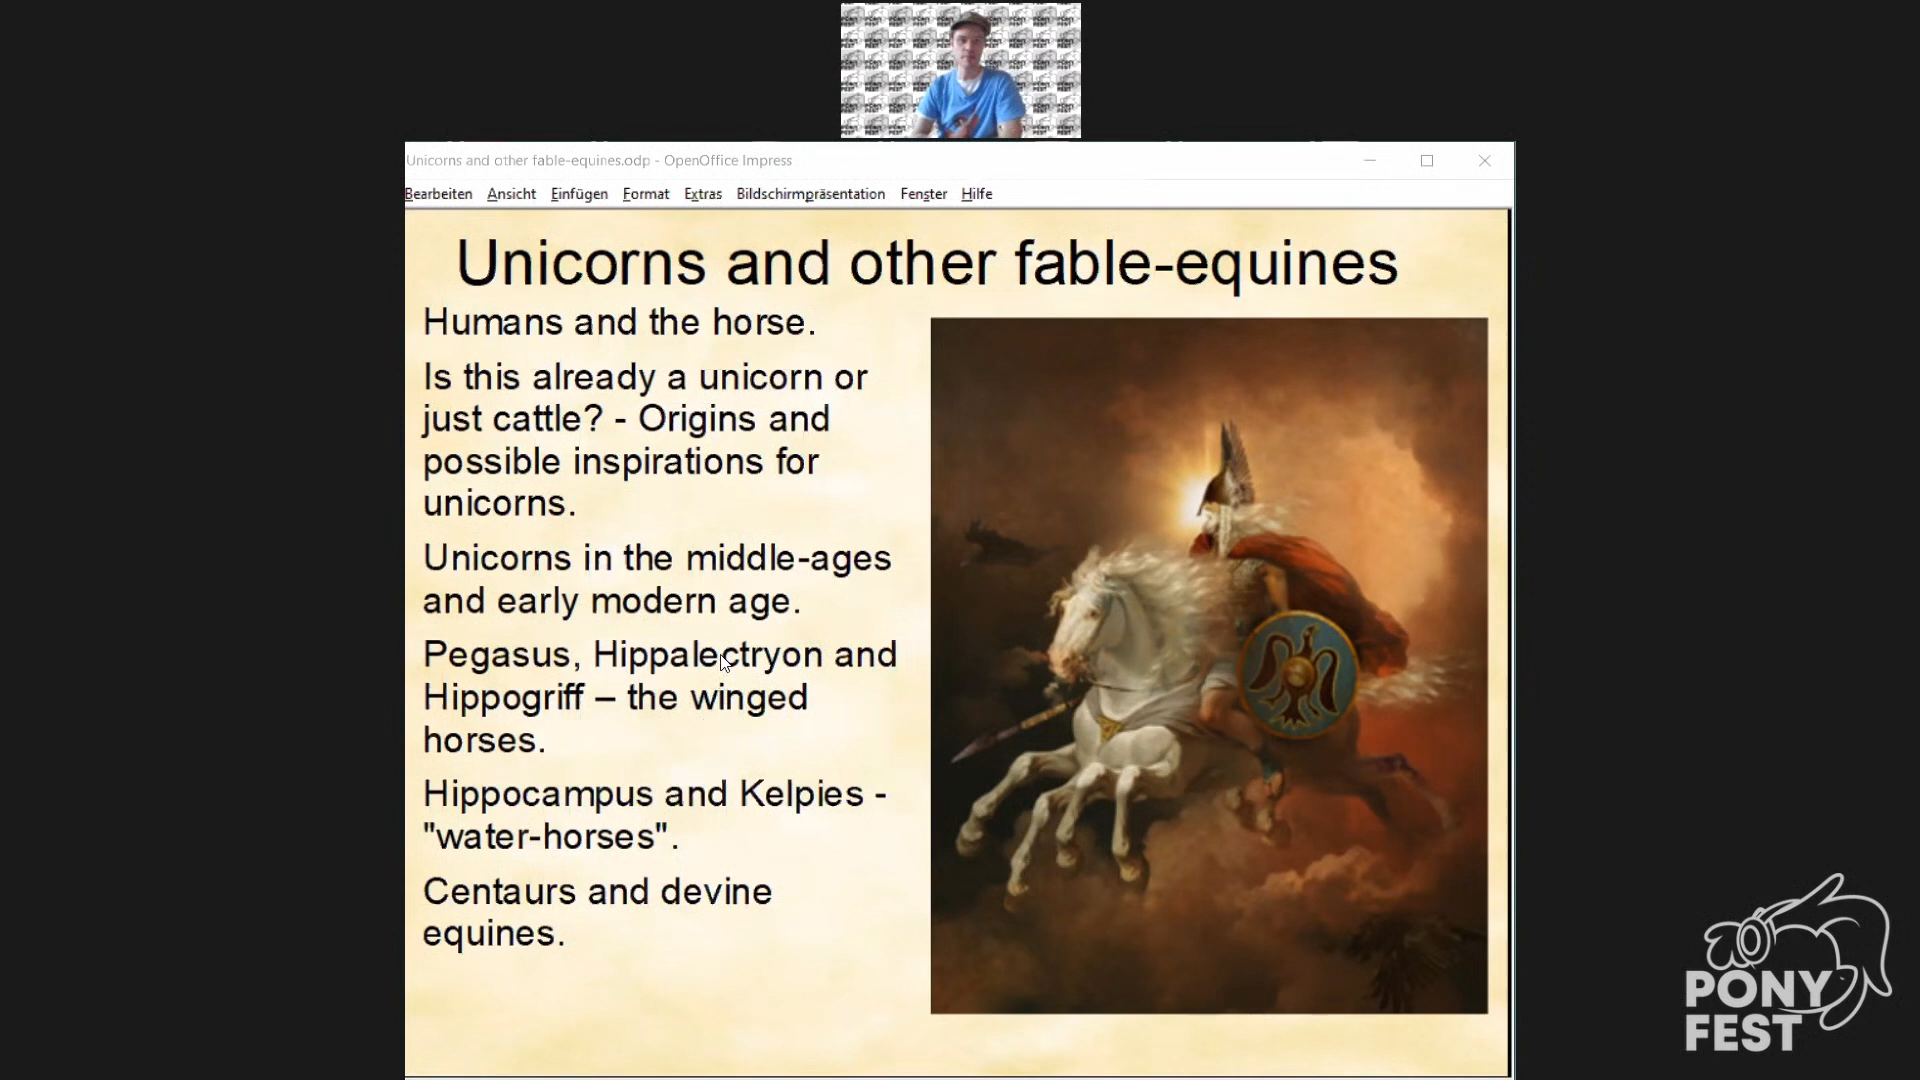 Unicorns and other fable-equines.odp - OpenOffice Impress
Bearbeiten Ansicht Einfügen Format Extras Bildschirmpräsentation Fenster Hilfe
Unicorns and other fable-equines
Humans and the horse.
Is this already a unicorn or
just cattle? - Origins and
possible inspirations for
unicorns.
Unicorns in the middle-ages
and early modern age.
Pegasus, Hippalectryon and
Hippogriff – the winged
horses.
Hippocampus and Kelpies -
"water-horses".
Centaurs and devine
equines.
PONY
FEST